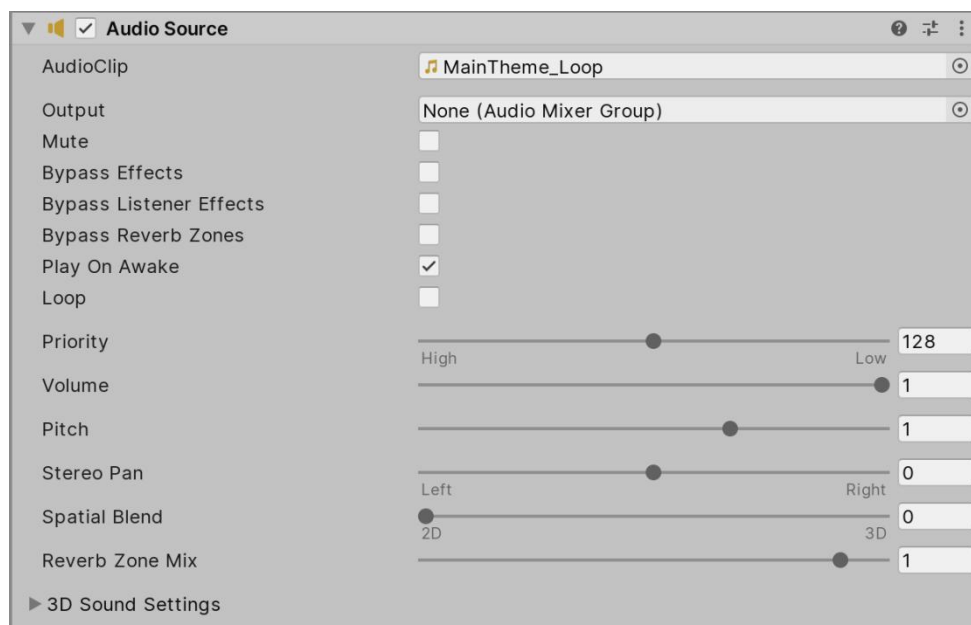 Audio Source
AudioClip MainTheme_Loop
Output None (Audio Mixer Group)
Mute
Bypass Effects
Bypass Listener Effects
Bypass Reverb Zones
Play On Awake
Loop
Priority 128
High Low
Volume 1
Pitch 1
Stereo Pan 0
Left Right
Spatial Blend 0
2D 3D
Reverb Zone Mix 1
3D Sound Settings